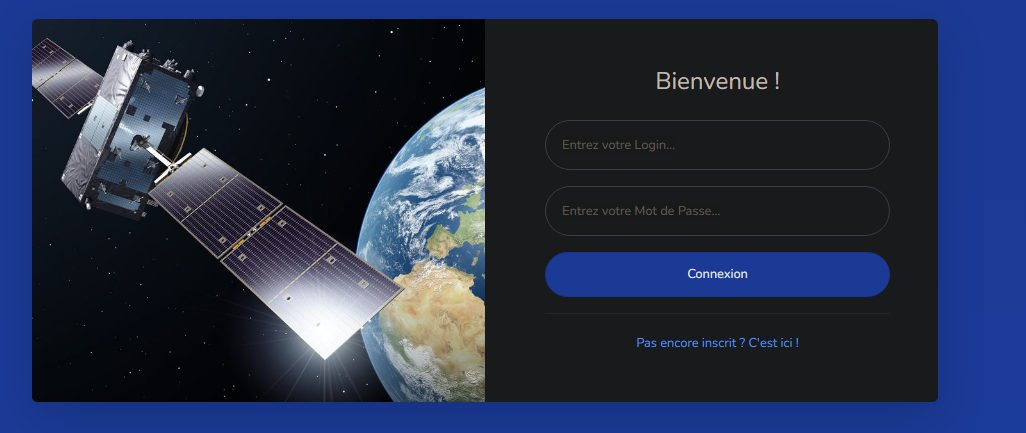 Bienvenue !
Entrez votre Login...
Entrez votre Mot de Passe...
Connexion
Pas encore inscrit ? C'est ici !